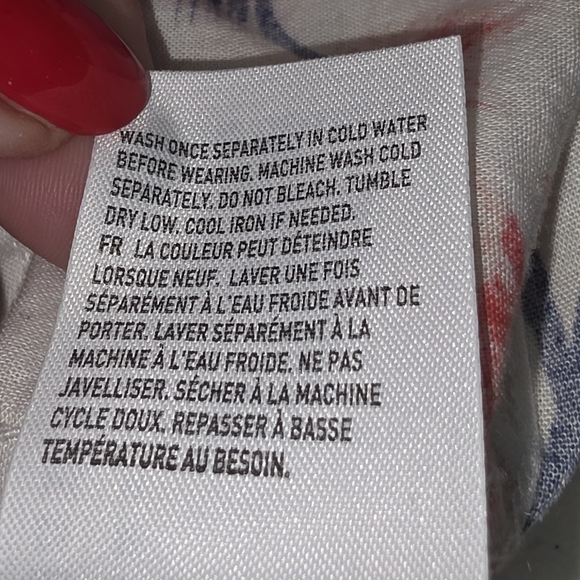 WASH ONCE SEPARATELY IN COLD WATER
BEFORE WEARING. MACHINE WASH COLD
SEPARATELY. DO NOT BLEACH. TUMBLE
DRY LOW. COOL IRON IF NEEDED.
FR LA COULEUR PEUT DÉTEINDRE
LORSQUE NEUF. LAVER UNE FOIS
SÉPARÉMENT À L'EAU FROIDE AVANT DE
PORTER. LAVER SÉPARÉMENT À LA
MACHINE À L'EAU FROIDE. NE PAS
JAVELLISER. SÉCHER À LA MACHINE
CYCLE DOUX. REPASSER À BASSE
TEMPÉRATURE AU BESOIN.